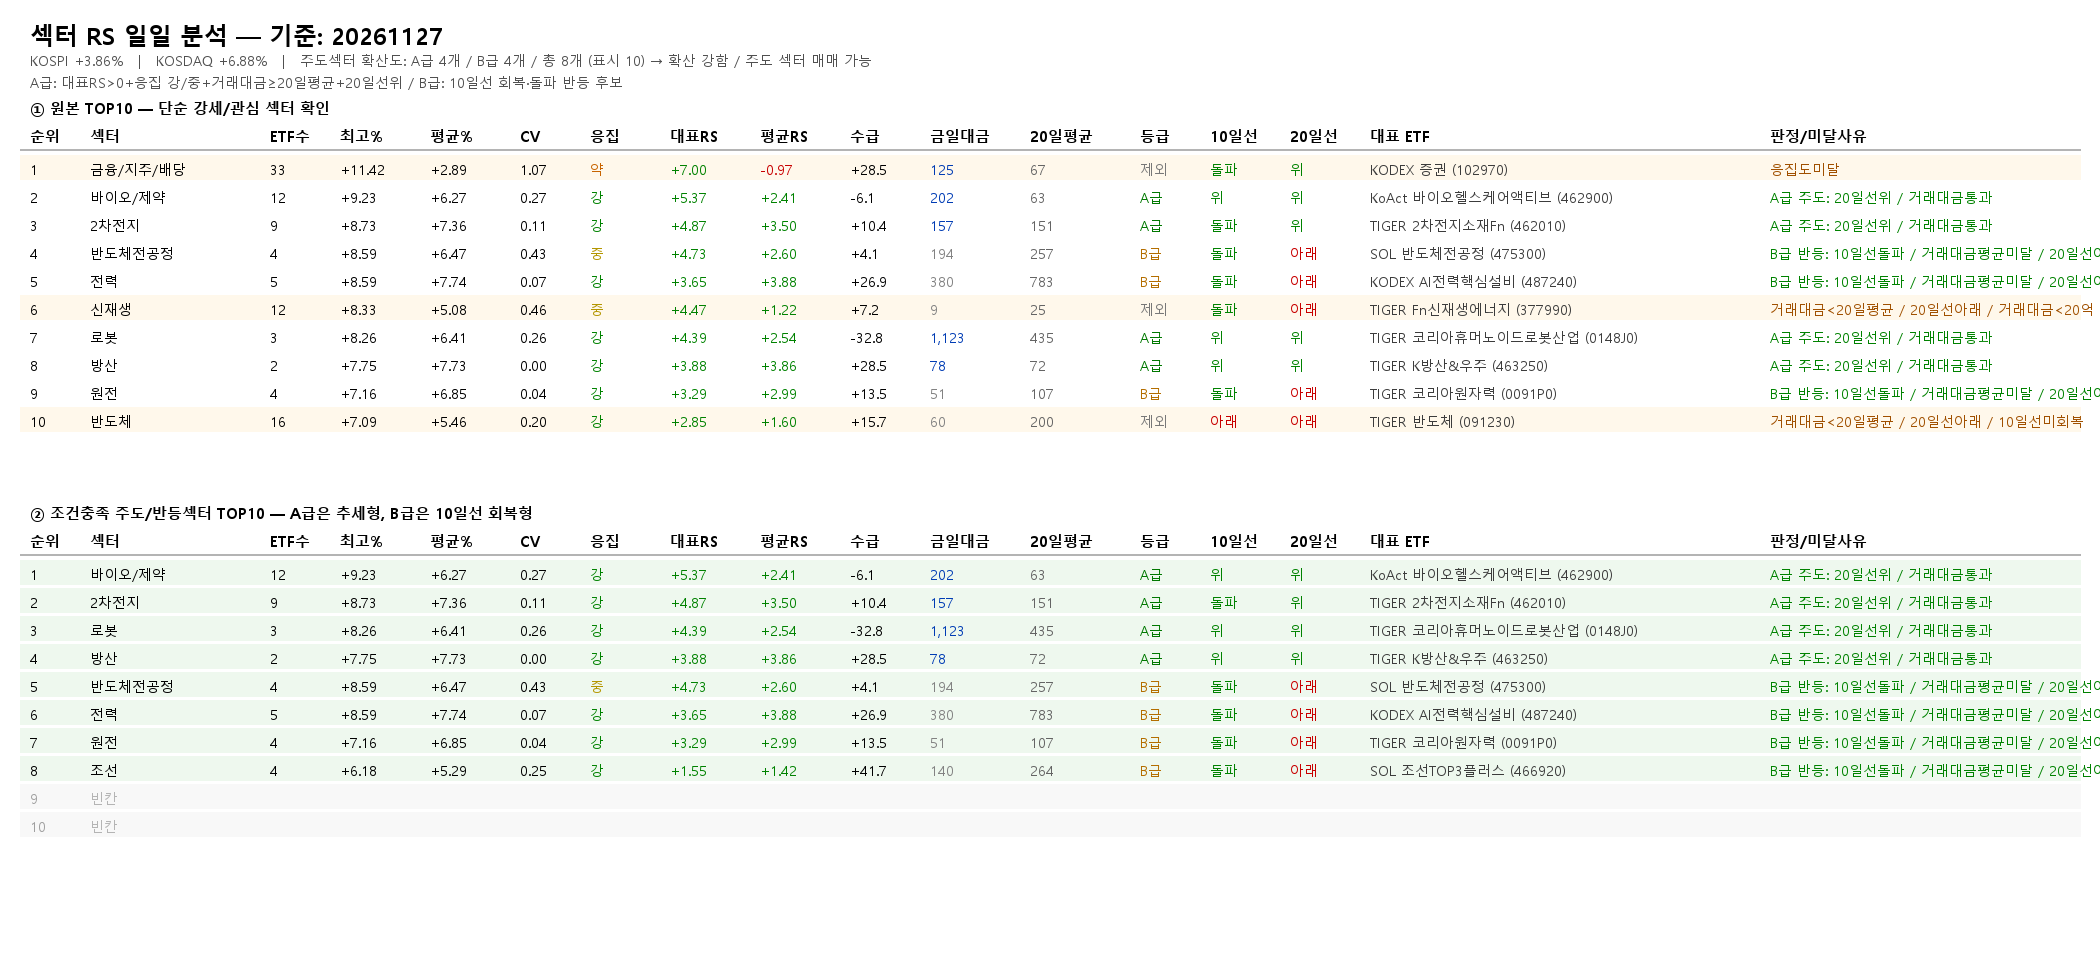 섹터 RS 일일 분석 — 기준: 20261127
KOSPI +3.86% | KOSDAQ +6.88% | 주도섹터 확산도: A급 4개 / B급 4개 / 총 8개 (표시 10) → 확산 강함 / 주도 섹터 매매 가능
A급: 대표RS>0+응집 강/중+거래대금≥20일평균+20일선위 / B급: 10일선 회복·돌파 반등 후보
① 원본 TOP10 — 단순 강세/관심 섹터 확인
순위 섹터 ETF수 최고% 평균% CV 응집 대표RS 평균RS 수급 금일대금 20일평균 등급 10일선 20일선 대표 ETF 판정/미달사유
1 금융/지주/배당 33 +11.42 +2.89 1.07 약 +7.00 -0.97 +28.5 125 67 제외 돌파 위 KODEX 증권 (102970) 응집도미달
2 바이오/제약 12 +9.23 +6.27 0.27 강 +5.37 +2.41 -6.1 202 63 A급 위 위 KoAct 바이오헬스케어액티브 (462900) A급 주도: 20일선위 / 거래대금통과
3 2차전지 9 +8.73 +7.36 0.11 강 +4.87 +3.50 +10.4 157 151 A급 돌파 위 TIGER 2차전지소재Fn (462010) A급 주도: 20일선위 / 거래대금통과
4 반도체전공정 4 +8.59 +6.47 0.43 중 +4.73 +2.60 +4.1 194 257 B급 돌파 아래 SOL 반도체전공정 (475300) B급 반등: 10일선돌파 / 거래대금평균미달 / 20일선
5 전력 5 +8.59 +7.74 0.07 강 +3.65 +3.88 +26.9 380 783 B급 돌파 아래 KODEX AI전력핵심설비 (487240) B급 반등: 10일선돌파 / 거래대금평균미달 / 20일선
6 신재생 12 +8.33 +5.08 0.46 중 +4.47 +1.22 +7.2 9 25 제외 돌파 아래 TIGER Fn신재생에너지 (377990) 거래대금<20일평균 / 20일선아래 / 거래대금<20억
7 로봇 3 +8.26 +6.41 0.26 강 +4.39 +2.54 -32.8 1,123 435 A급 위 위 TIGER 코리아휴머노이드로봇산업 (0148J0) A급 주도: 20일선위 / 거래대금통과
8 방산 2 +7.75 +7.73 0.00 강 +3.88 +3.86 +28.5 78 72 A급 위 위 TIGER K방산&우주 (463250) A급 주도: 20일선위 / 거래대금통과
9 원전 4 +7.16 +6.85 0.04 강 +3.29 +2.99 +13.5 51 107 B급 돌파 아래 TIGER 코리아원자력 (0091P0) B급 반등: 10일선돌파 / 거래대금평균미달 / 20일선
10 반도체 16 +7.09 +5.46 0.20 강 +2.85 +1.60 +15.7 60 200 제외 아래 아래 TIGER 반도체 (091230) 거래대금<20일평균 / 20일선아래 / 10일선미회복
② 조건충족 주도/반등섹터 TOP10 — A급은 추세형, B급은 10일선 회복형
순위 섹터 ETF수 최고% 평균% CV 응집 대표RS 평균RS 수급 금일대금 20일평균 등급 10일선 20일선 대표 ETF 판정/미달사유
1 바이오/제약 12 +9.23 +6.27 0.27 강 +5.37 +2.41 -6.1 202 63 A급 위 위 KoAct 바이오헬스케어액티브 (462900) A급 주도: 20일선위 / 거래대금통과
2 2차전지 9 +8.73 +7.36 0.11 강 +4.87 +3.50 +10.4 157 151 A급 돌파 위 TIGER 2차전지소재Fn (462010) A급 주도: 20일선위 / 거래대금통과
3 로봇 3 +8.26 +6.41 0.26 강 +4.39 +2.54 -32.8 1,123 435 A급 위 위 TIGER 코리아휴머노이드로봇산업 (0148J0) A급 주도: 20일선위 / 거래대금통과
4 방산 2 +7.75 +7.73 0.00 강 +3.88 +3.86 +28.5 78 72 A급 위 위 TIGER K방산&우주 (463250) A급 주도: 20일선위 / 거래대금통과
5 반도체전공정 4 +8.59 +6.47 0.43 중 +4.73 +2.60 +4.1 194 257 B급 돌파 아래 SOL 반도체전공정 (475300) B급 반등: 10일선돌파 / 거래대금평균미달 / 20일선
6 전력 5 +8.59 +7.74 0.07 강 +3.65 +3.88 +26.9 380 783 B급 돌파 아래 KODEX AI전력핵심설비 (487240) B급 반등: 10일선돌파 / 거래대금평균미달 / 20일선
7 원전 4 +7.16 +6.85 0.04 강 +3.29 +2.99 +13.5 51 107 B급 돌파 아래 TIGER 코리아원자력 (0091P0) B급 반등: 10일선돌파 / 거래대금평균미달 / 20일선
8 조선 4 +6.18 +5.29 0.25 강 +1.55 +1.42 +41.7 140 264 B급 돌파 아래 SOL 조선TOP3플러스 (466920) B급 반등: 10일선돌파 / 거래대금평균미달 / 20일선
9 빈칸
10 빈칸